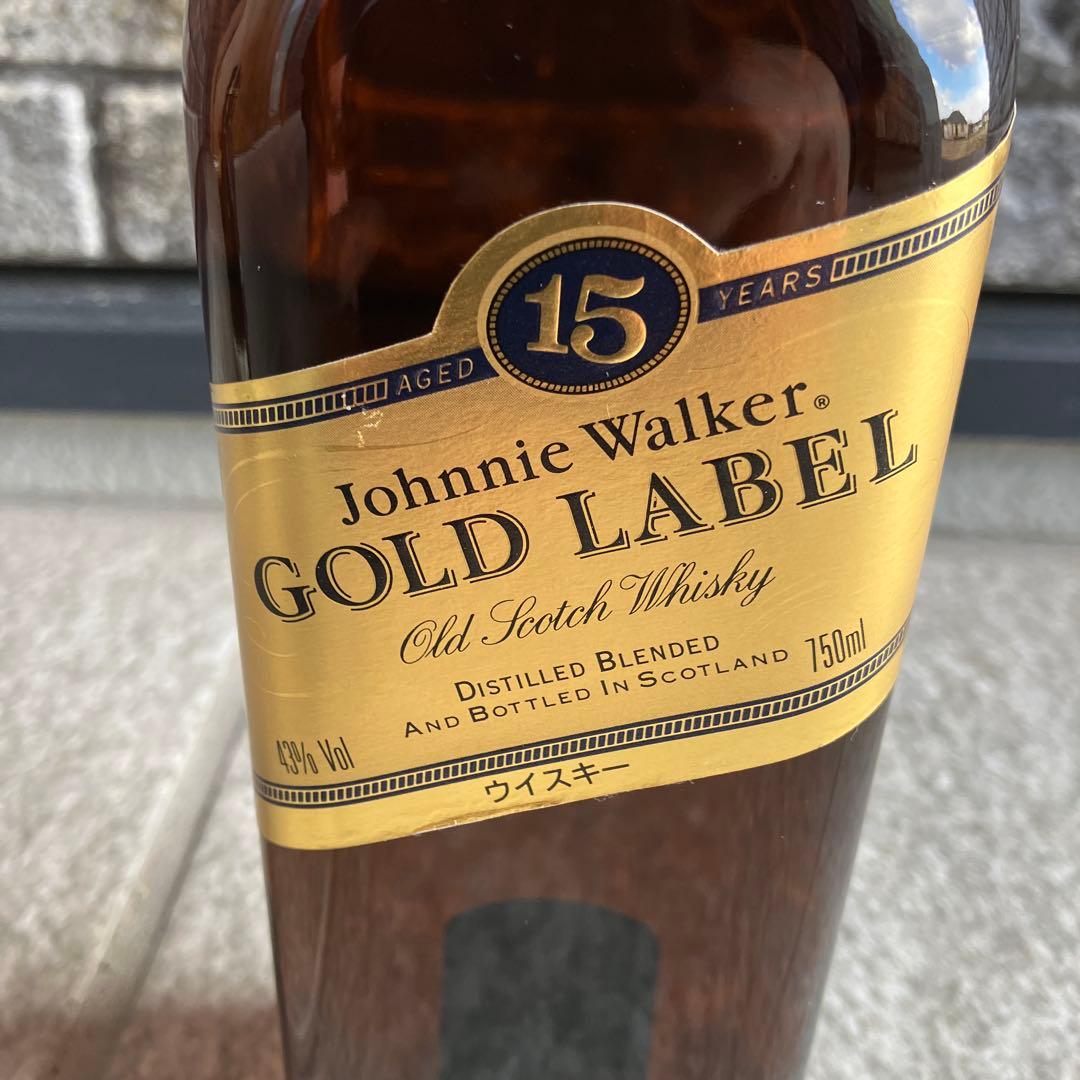 AGED 15 YEARS
Johnnie Walker®
GOLD LABEL
Old Scotch Whisky
DISTILLED BLENDED
AND BOTTLED IN SCOTLAND
750ml
43% Vol
ウイスキー